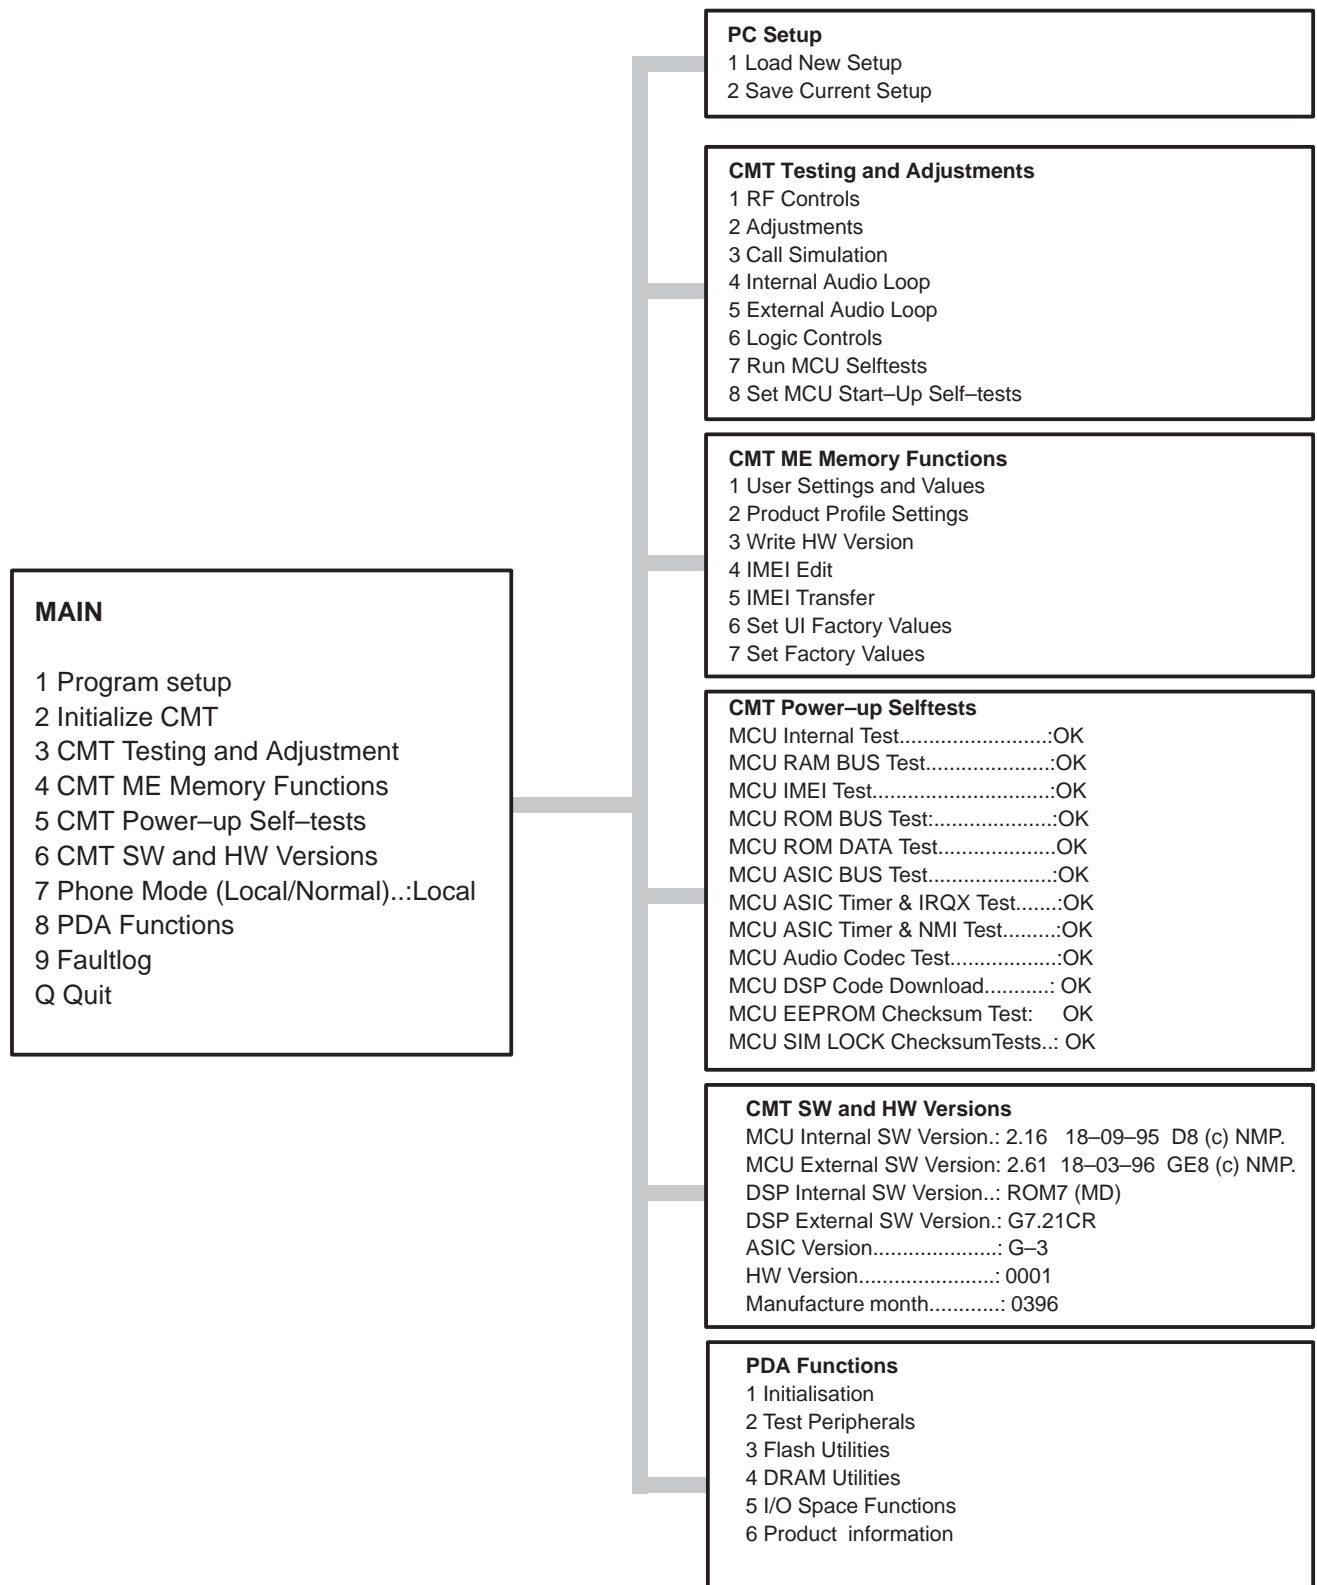 PC Setup
1 Load New Setup
2 Save Current Setup
CMT Testing and Adjustments
1 RF Controls
2 Adjustments
3 Call Simulation
4 Internal Audio Loop
5 External Audio Loop
6 Logic Controls
7 Run MCU Selftests
8 Set MCU Start–Up Self–tests
CMT ME Memory Functions
1 User Settings and Values
2 Product Profile Settings
3 Write HW Version
4 IMEI Edit
5 IMEI Transfer
6 Set UI Factory Values
7 Set Factory Values
MAIN
1 Program setup
2 Initialize CMT
3 CMT Testing and Adjustment
4 CMT ME Memory Functions
5 CMT Power–up Self–tests
6 CMT SW and HW Versions
7 Phone Mode (Local/Normal)..:Local
8 PDA Functions
9 Faultlog
Q Quit
CMT Power–up Selftests
MCU Internal Test.........................:OK
MCU RAM BUS Test.....................:OK
MCU IMEI Test..............................:OK
MCU ROM BUS Test:....................:OK
MCU ROM DATA Test....................OK
MCU ASIC BUS Test.....................:OK
MCU ASIC Timer & IRQX Test.......:OK
MCU ASIC Timer & NMI Test.........:OK
MCU Audio Codec Test..................:OK
MCU DSP Code Download...........: OK
MCU EEPROM Checksum Test:     OK
MCU SIM LOCK ChecksumTests..: OK
CMT SW and HW Versions
MCU Internal SW Version.: 2.16   18–09–95  D8 (c) NMP.
MCU External SW Version: 2.61  18–03–96  GE8 (c) NMP.
DSP Internal SW Version..: ROM7 (MD)
DSP External SW Version.: G7.21CR
ASIC Version.....................: G–3
HW Version.......................: 0001
Manufacture month............: 0396
PDA Functions
1 Initialisation
2 Test Peripherals
3 Flash Utilities
4 DRAM Utilities
5 I/O Space Functions
6 Product  information